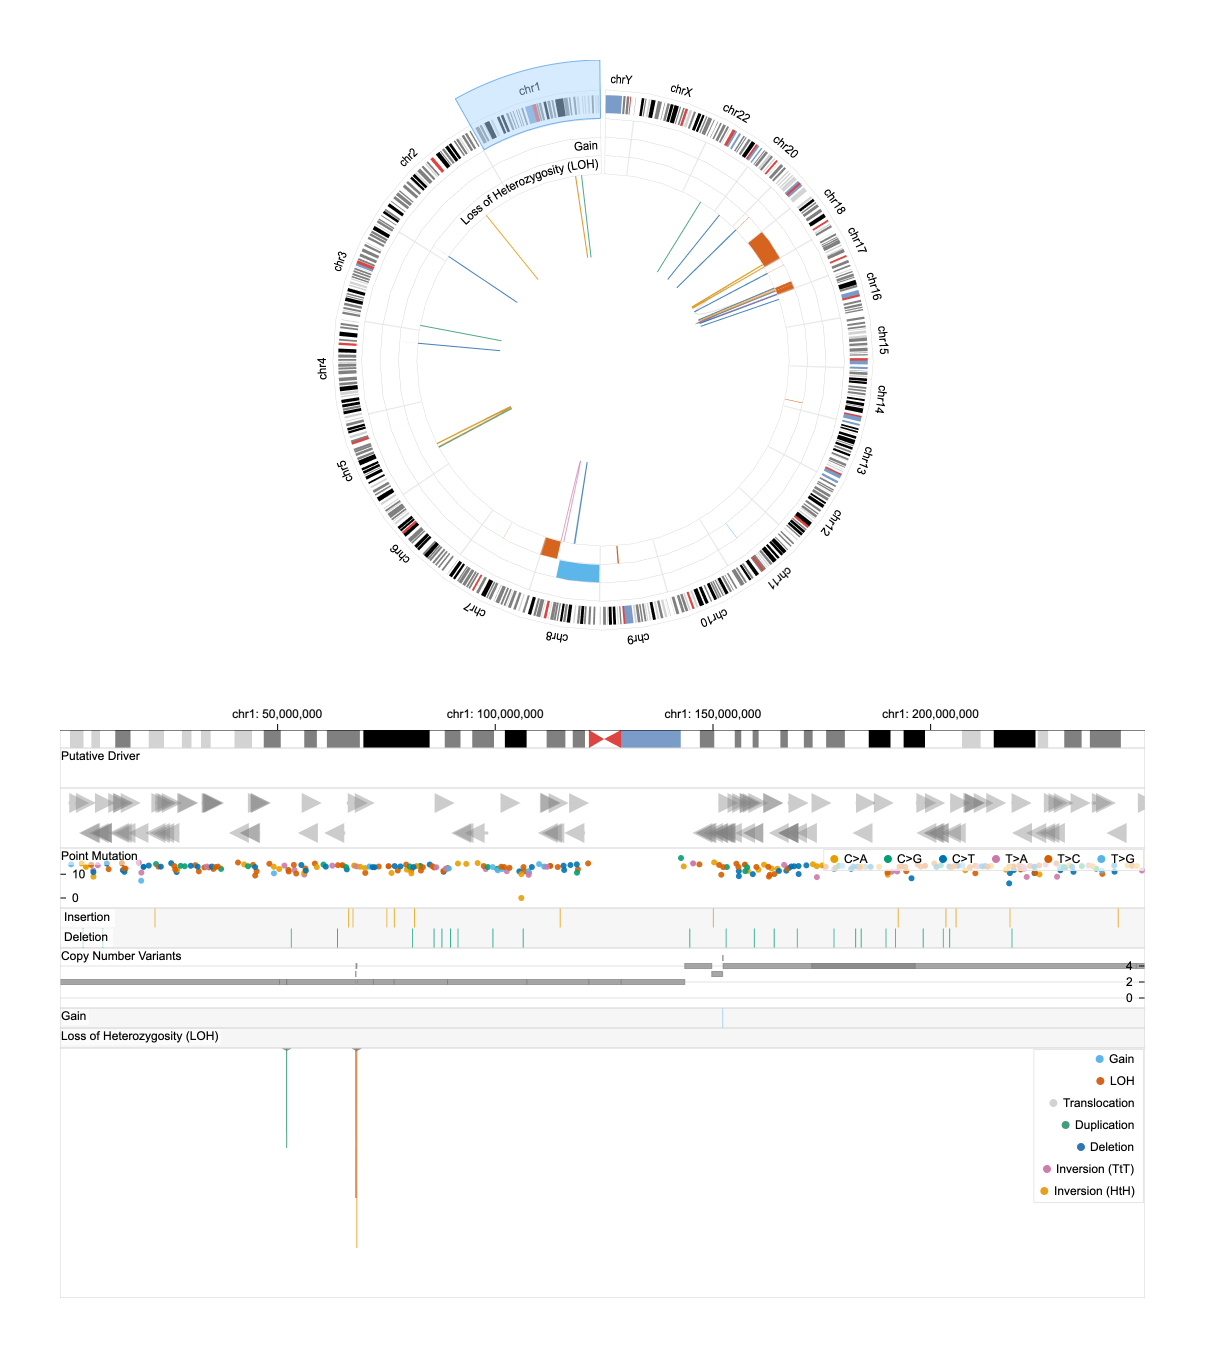 chr1
chrY
chrX
chr22
chr20
chr18
chr17
chr16
chr15
chr14
chr13
chr12
chr11
chr10
chr9
chr8
chr7
chr6
chr5
chr4
chr3
chr2
Gain
Loss of Heterozygosity (LOH)
chr1: 50,000,000 chr1: 100,000,000 chr1: 150,000,000 chr1: 200,000,000
Putative Driver
Point Mutation
C>A C>G C>T T>A T>C T>G
10
0
Insertion
Deletion
Copy Number Variants
4
2
0
Gain
Loss of Heterozygosity (LOH)
Gain
LOH
Translocation
Duplication
Deletion
Inversion (TtT)
Inversion (HtH)